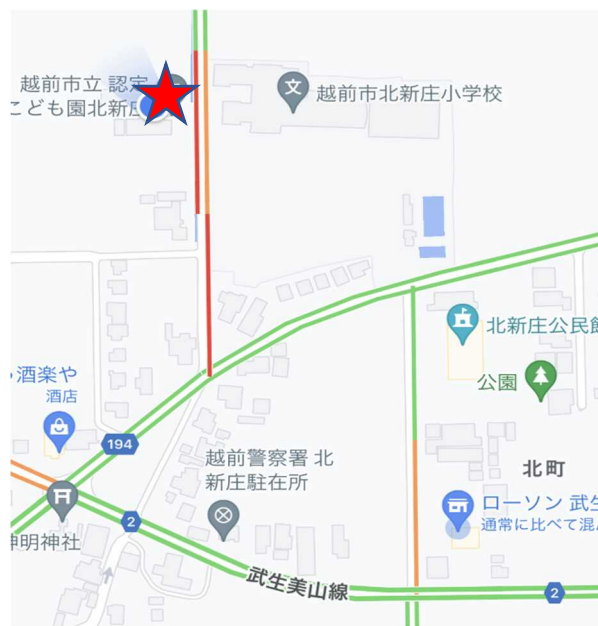 越前市立 認定
こども園北新庄
文
越前市北新庄小学校
北新庄公民館
酒楽や
酒店
公園
194
越前警察署 北
新庄駐在所
北町
ローソン 武生
通常に比べて混
2
神明神社
武生美山線
2